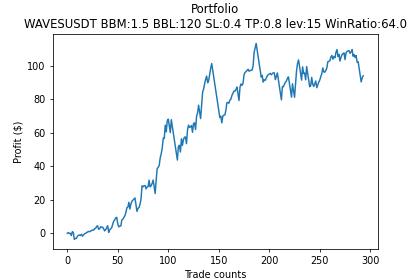 Portfolio
WAVESUSDT BBM:1.5 BBL:120 SL:0.4 TP:0.8 lev:15 WinRatio:64.0
Profit ($)
100
80
60
40
20
0
0 50 100 150 200 250 300
Trade counts